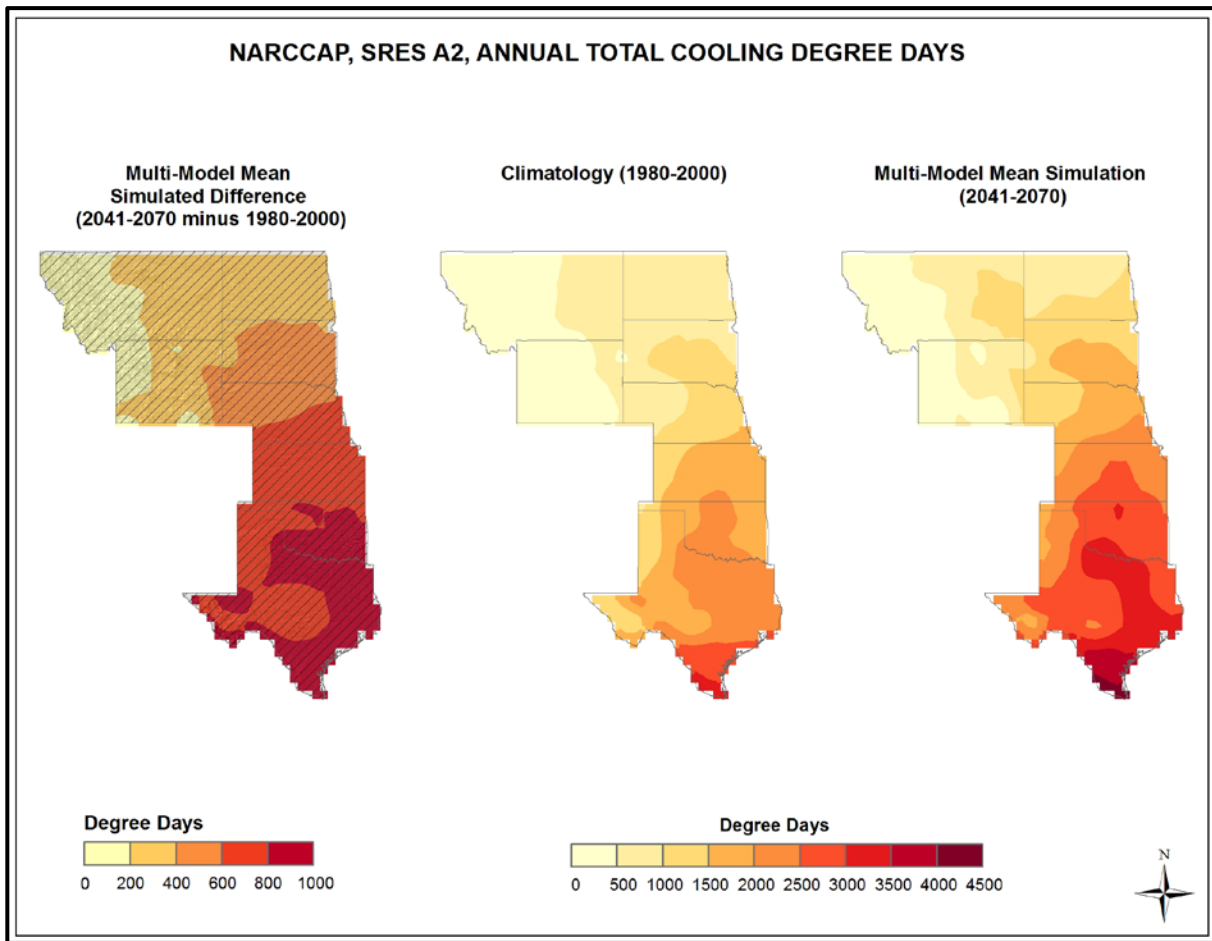 NARCCAP, SRES A2, ANNUAL TOTAL COOLING DEGREE DAYS
Multi-Model Mean
Simulated Difference
(2041-2070 minus 1980-2000)
Climatology (1980-2000)
Multi-Model Mean Simulation
(2041-2070)
Degree Days
0 200 400 600 800 1000
Degree Days
0 500 1000 1500 2000 2500 3000 3500 4000 4500
N